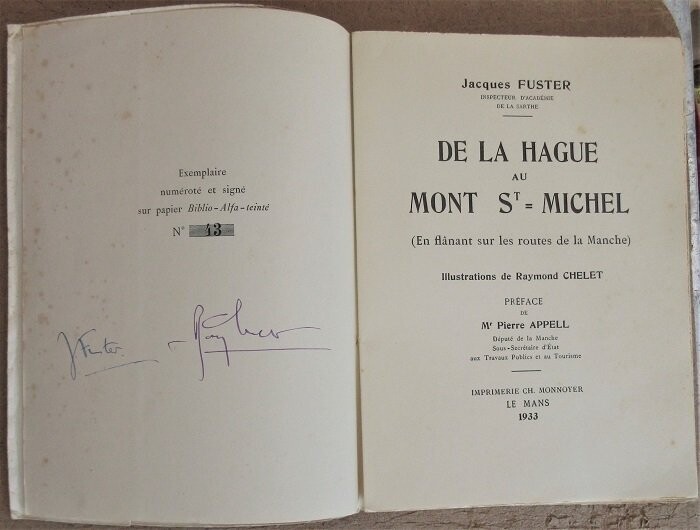 Exemplaire
numéroté et signé
sur papier Biblio-Alfa-teinté
N° 43
J Fuster
Jacques FUSTER
INSPECTEUR D'ACADÉMIE
DE LA SARTHE
DE LA HAGUE
AU
MONT ST = MICHEL
(En flânant sur les routes de la Manche)
Illustrations de Raymond CHELET
PRÉFACE
DE
Mr Pierre APPELL
Député de la Manche
Sous-Secrétaire d'État
aux Travaux Publics et au Tourisme
IMPRIMERIE CH. MONNOYER
LE MANS
1933